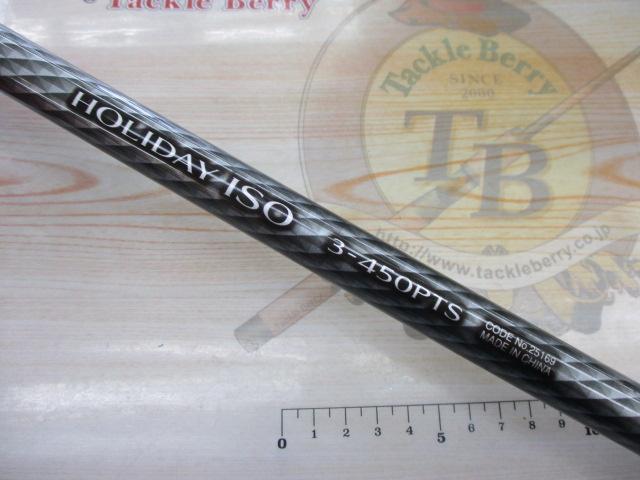 Tackle Berry
Tackle Berry
SINCE
2000
TB
http://www.tackleberry.co.jp
HOLIDAY ISO 3-450PTS
CODE No.25169
MADE IN CHINA
0 1 2 3 4 5 6 7 8 9 10